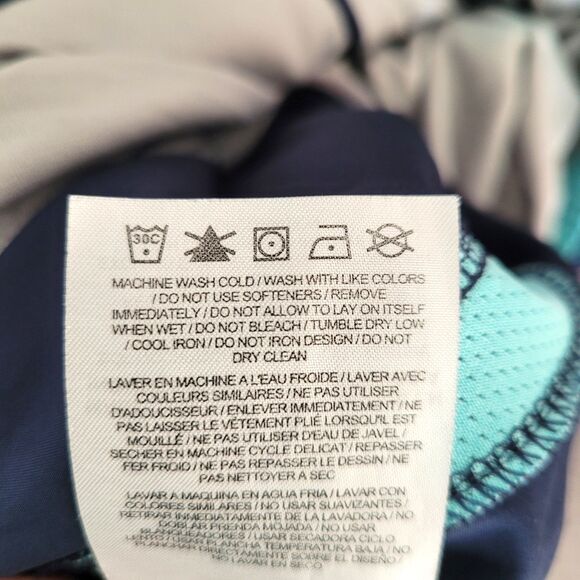 30C
MACHINE WASH COLD / WASH WITH LIKE COLORS
/ DO NOT USE SOFTENERS / REMOVE
IMMEDIATELY / DO NOT ALLOW TO LAY ON ITSELF
WHEN WET / DO NOT BLEACH / TUMBLE DRY LOW
/ COOL IRON / DO NOT IRON DESIGN / DO NOT
DRY CLEAN
LAVER EN MACHINE A L'EAU FROIDE / LAVER AVEC
COULEURS SIMILAIRES / NE PAS UTILISER
D'ADOUCISSEUR / ENLEVER IMMEDIATEMENT / NE
PAS LAISSER LE VÊTEMENT PLIÉ LORSQU'IL EST
MOUILLÉ / NE PAS UTILISER D'EAU DE JAVEL /
SECHER EN MACHINE CYCLE DELICAT / REPASSER
FER FROID / NE PAS REPASSER LE DESSIN / NE
PAS NETTOYER A SEC
LAVAR A MAQUINA EN AGUA FRIA / LAVAR CON
COLORES SIMILARES / NO USAR SUAVIZANTES /
RETIRAR INMEDIATAMENTE DE LA LAVADORA / NO
DOBLAR PRENDA MOJADA / NO USAR
BLANQUEADORES / USAR SECADORA CICLO
LENTO / USAR PLANCHA TEMPERATURA BAJA / NO
PLANCHAR DIRECTAMENTE SOBRE EL DISEÑO /
NO LAVAR EN SECO